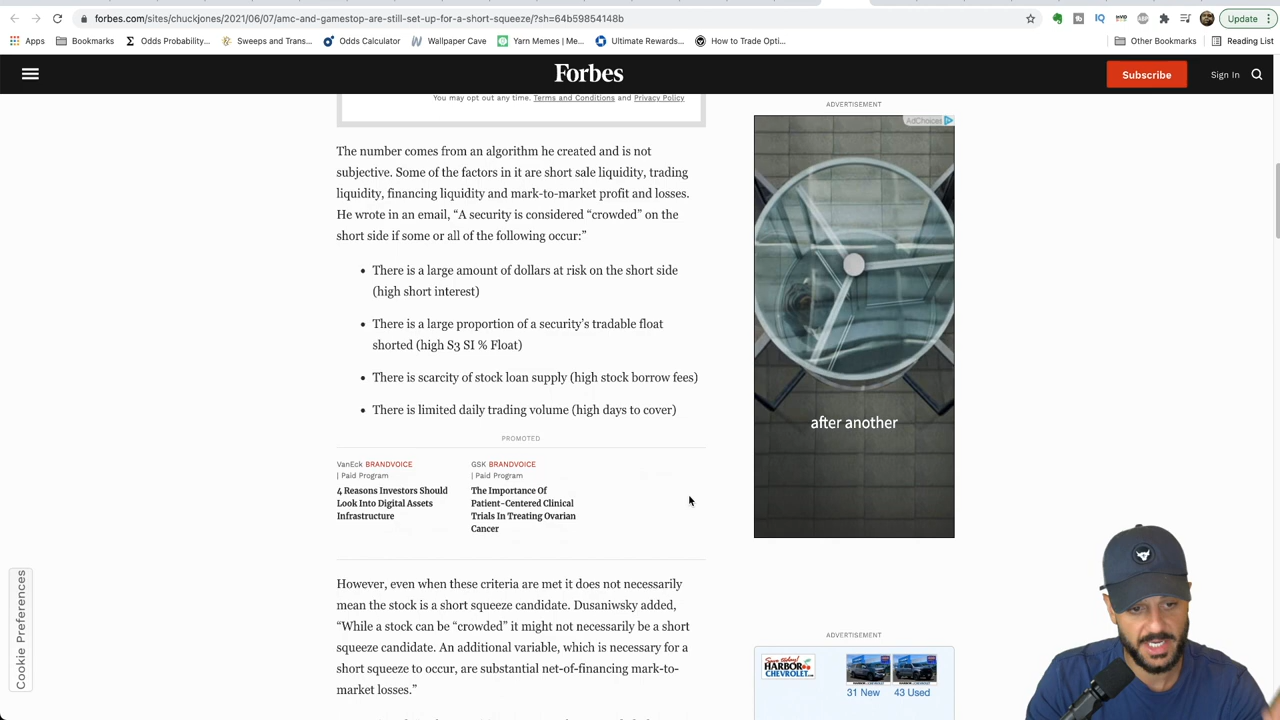 forbes.com/sites/chuckjones/2021/06/07/amc-and-gamestop-are-still-set-up-for-a-short-squeeze/?sh=64b59854148b
Update
Apps
Bookmarks
Odds Probability...
Sweeps and Trans...
Odds Calculator
Wallpaper Cave
Yarn Memes | Me...
Ultimate Rewards...
How to Trade Opti...
Other Bookmarks
Reading List
Forbes
Subscribe
Sign In
You may opt out any time. Terms and Conditions and Privacy Policy
The number comes from an algorithm he created and is not
subjective. Some of the factors in it are short sale liquidity, trading
liquidity, financing liquidity and mark-to-market profit and losses.
He wrote in an email, “A security is considered “crowded” on the
short side if some or all of the following occur:”
• There is a large amount of dollars at risk on the short side
(high short interest)
• There is a large proportion of a security’s tradable float
shorted (high S3 SI % Float)
• There is scarcity of stock loan supply (high stock borrow fees)
• There is limited daily trading volume (high days to cover)
PROMOTED
VanEck BRANDVOICE
| Paid Program
4 Reasons Investors Should
Look Into Digital Assets
Infrastructure
GSK BRANDVOICE
| Paid Program
The Importance Of
Patient-Centered Clinical
Trials In Treating Ovarian
Cancer
However, even when these criteria are met it does not necessarily
mean the stock is a short squeeze candidate. Dusaniwsky added,
“While a stock can be “crowded” it might not necessarily be a short
squeeze candidate. An additional variable, which is necessary for a
short squeeze to occur, are substantial net-of-financing mark-to-
market losses.”
ADVERTISEMENT
AdChoices
after another
ADVERTISEMENT
HARBOR
CHEVROLET
31 New
43 Used
Cookie Preferences